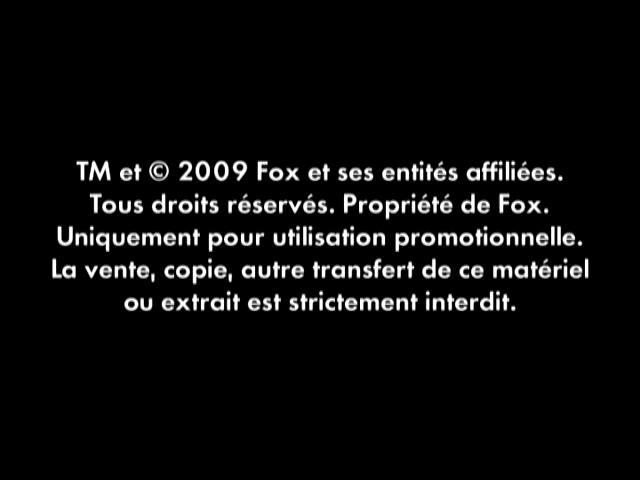 TM et © 2009 Fox et ses entités affiliées.
Tous droits réservés. Propriété de Fox.
Uniquement pour utilisation promotionnelle.
La vente, copie, autre transfert de ce matériel
ou extrait est strictement interdit.